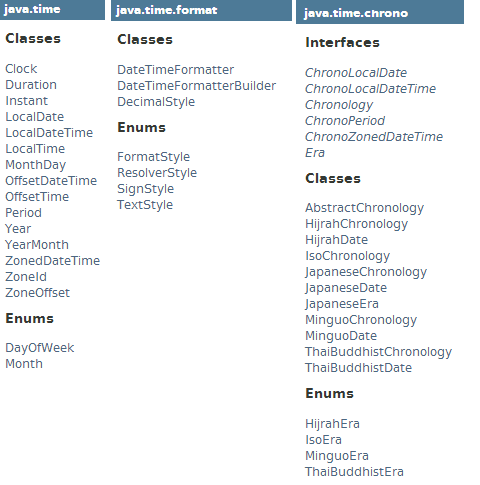 java.time
Classes
Clock
Duration
Instant
LocalDate
LocalDateTime
LocalTime
MonthDay
OffsetDateTime
OffsetTime
Period
Year
YearMonth
ZonedDateTime
ZoneId
ZoneOffset
Enums
DayOfWeek
Month
java.time.format
Classes
DateTimeFormatter
DateTimeFormatterBuilder
DecimalStyle
Enums
FormatStyle
ResolverStyle
SignStyle
TextStyle
java.time.chrono
Interfaces
ChronoLocalDate
ChronoLocalDateTime
Chronology
ChronoPeriod
ChronoZonedDateTime
Era
Classes
AbstractChronology
HijrahChronology
HijrahDate
IsoChronology
JapaneseChronology
JapaneseDate
JapaneseEra
MinguoChronology
MinguoDate
ThaiBuddhistChronology
ThaiBuddhistDate
Enums
HijrahEra
IsoEra
MinguoEra
ThaiBuddhistEra